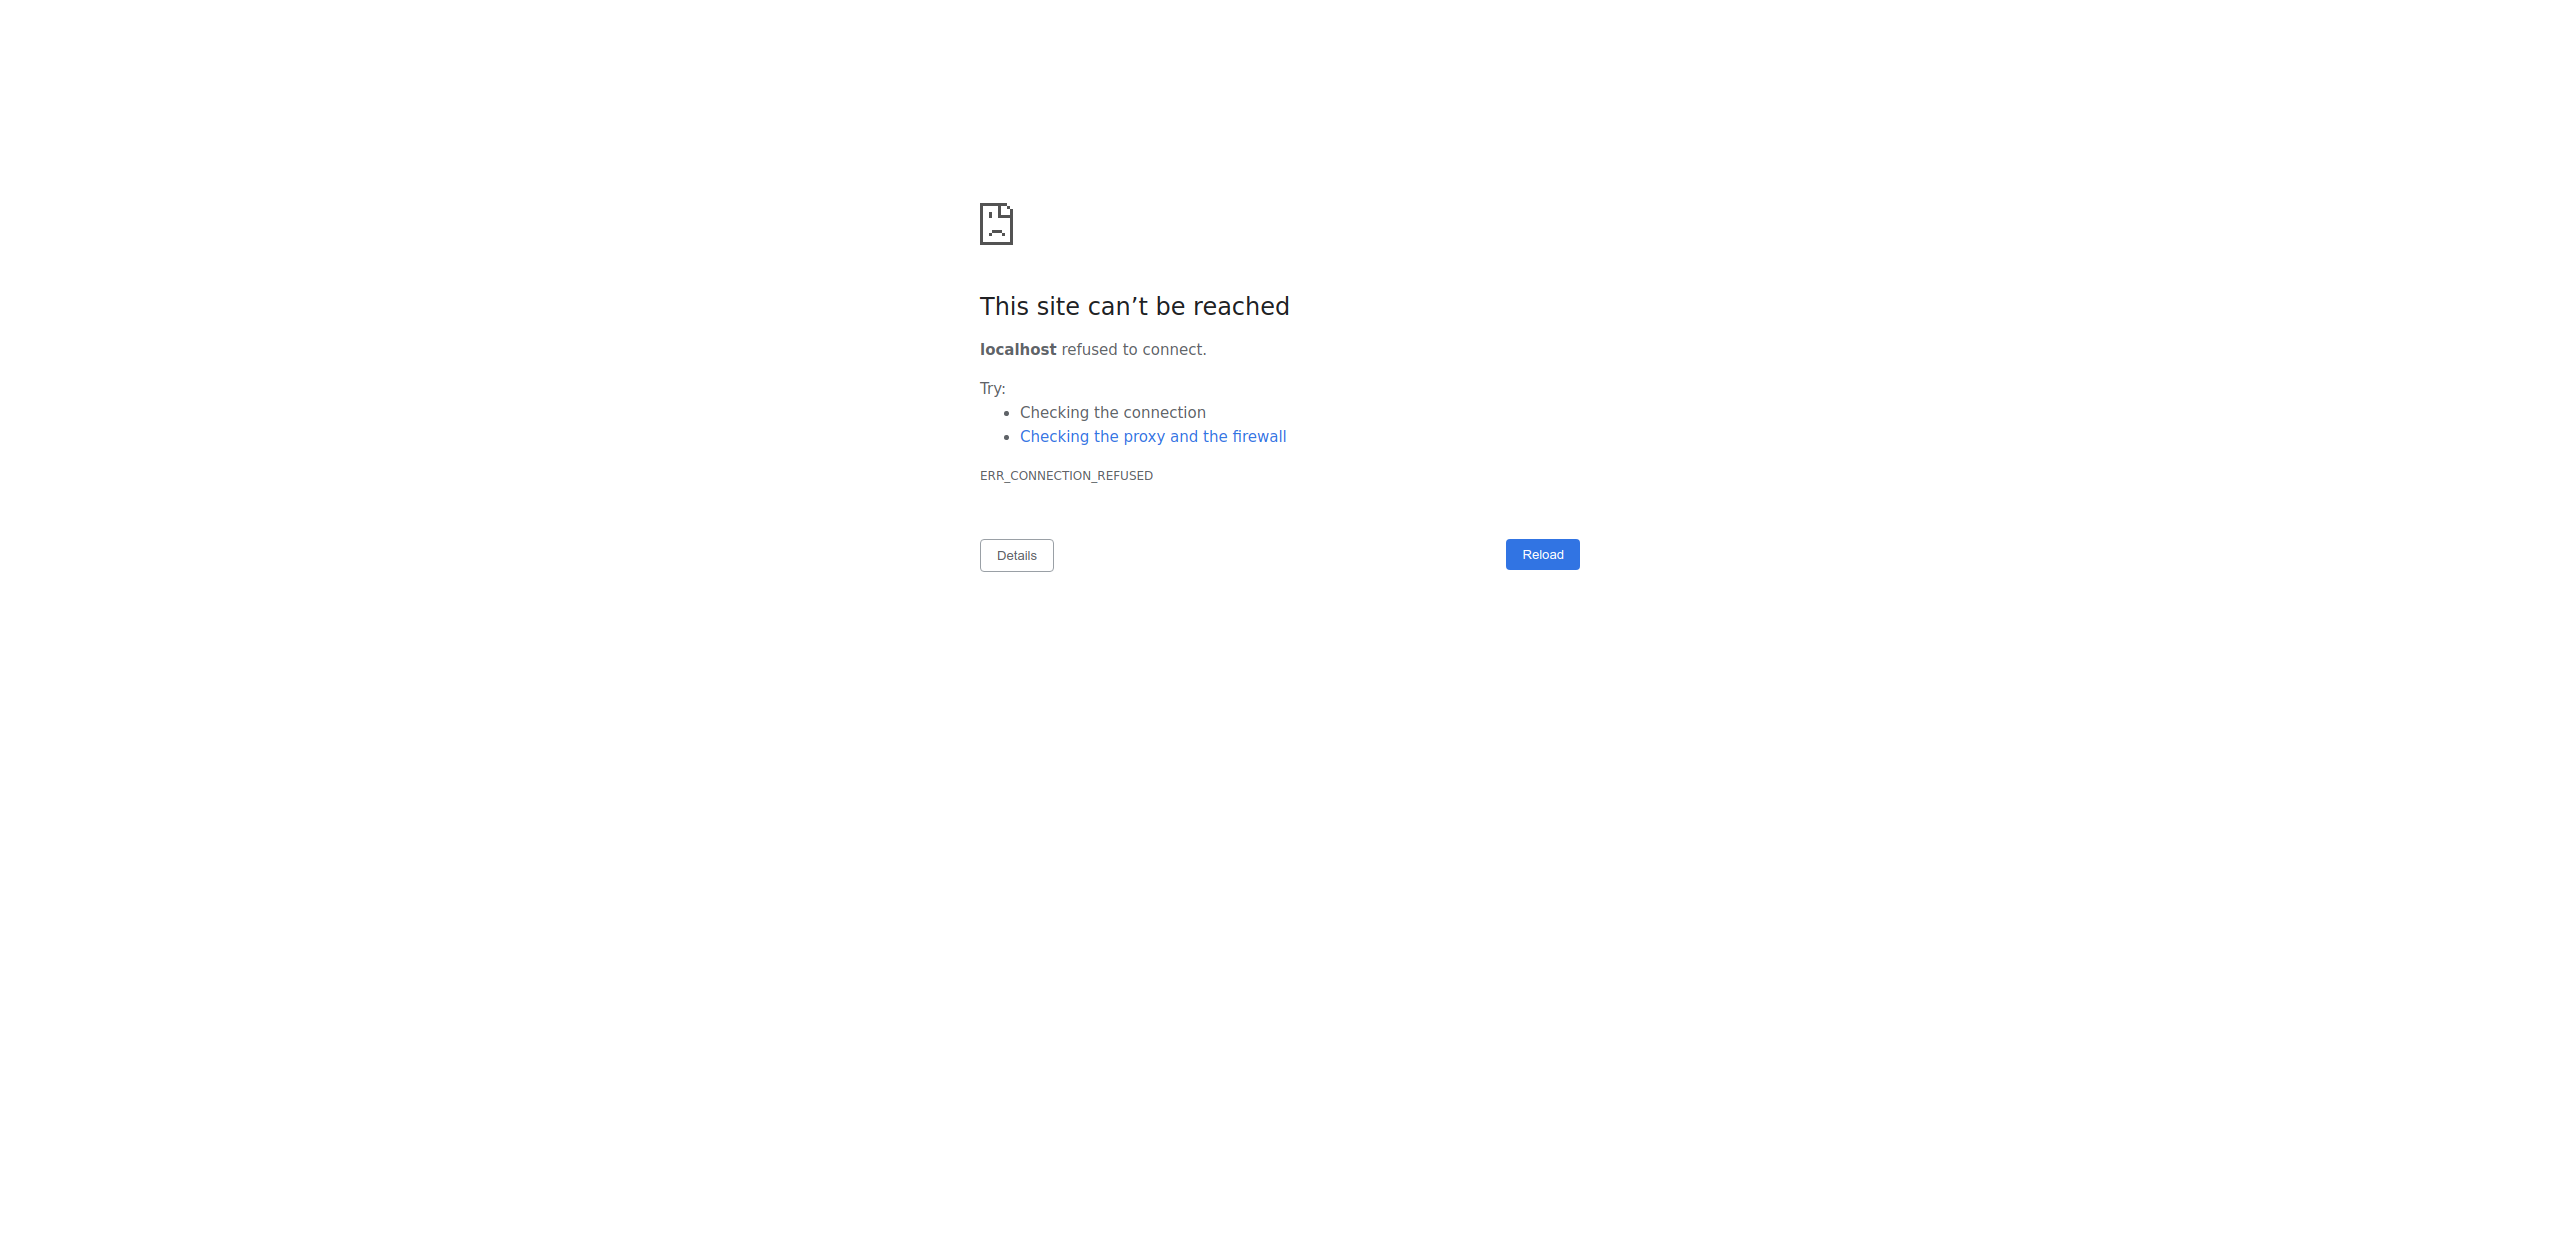 This site can’t be reached
localhost refused to connect.
Try:
Checking the connection
Checking the proxy and the firewall
ERR_CONNECTION_REFUSED
Details
Reload